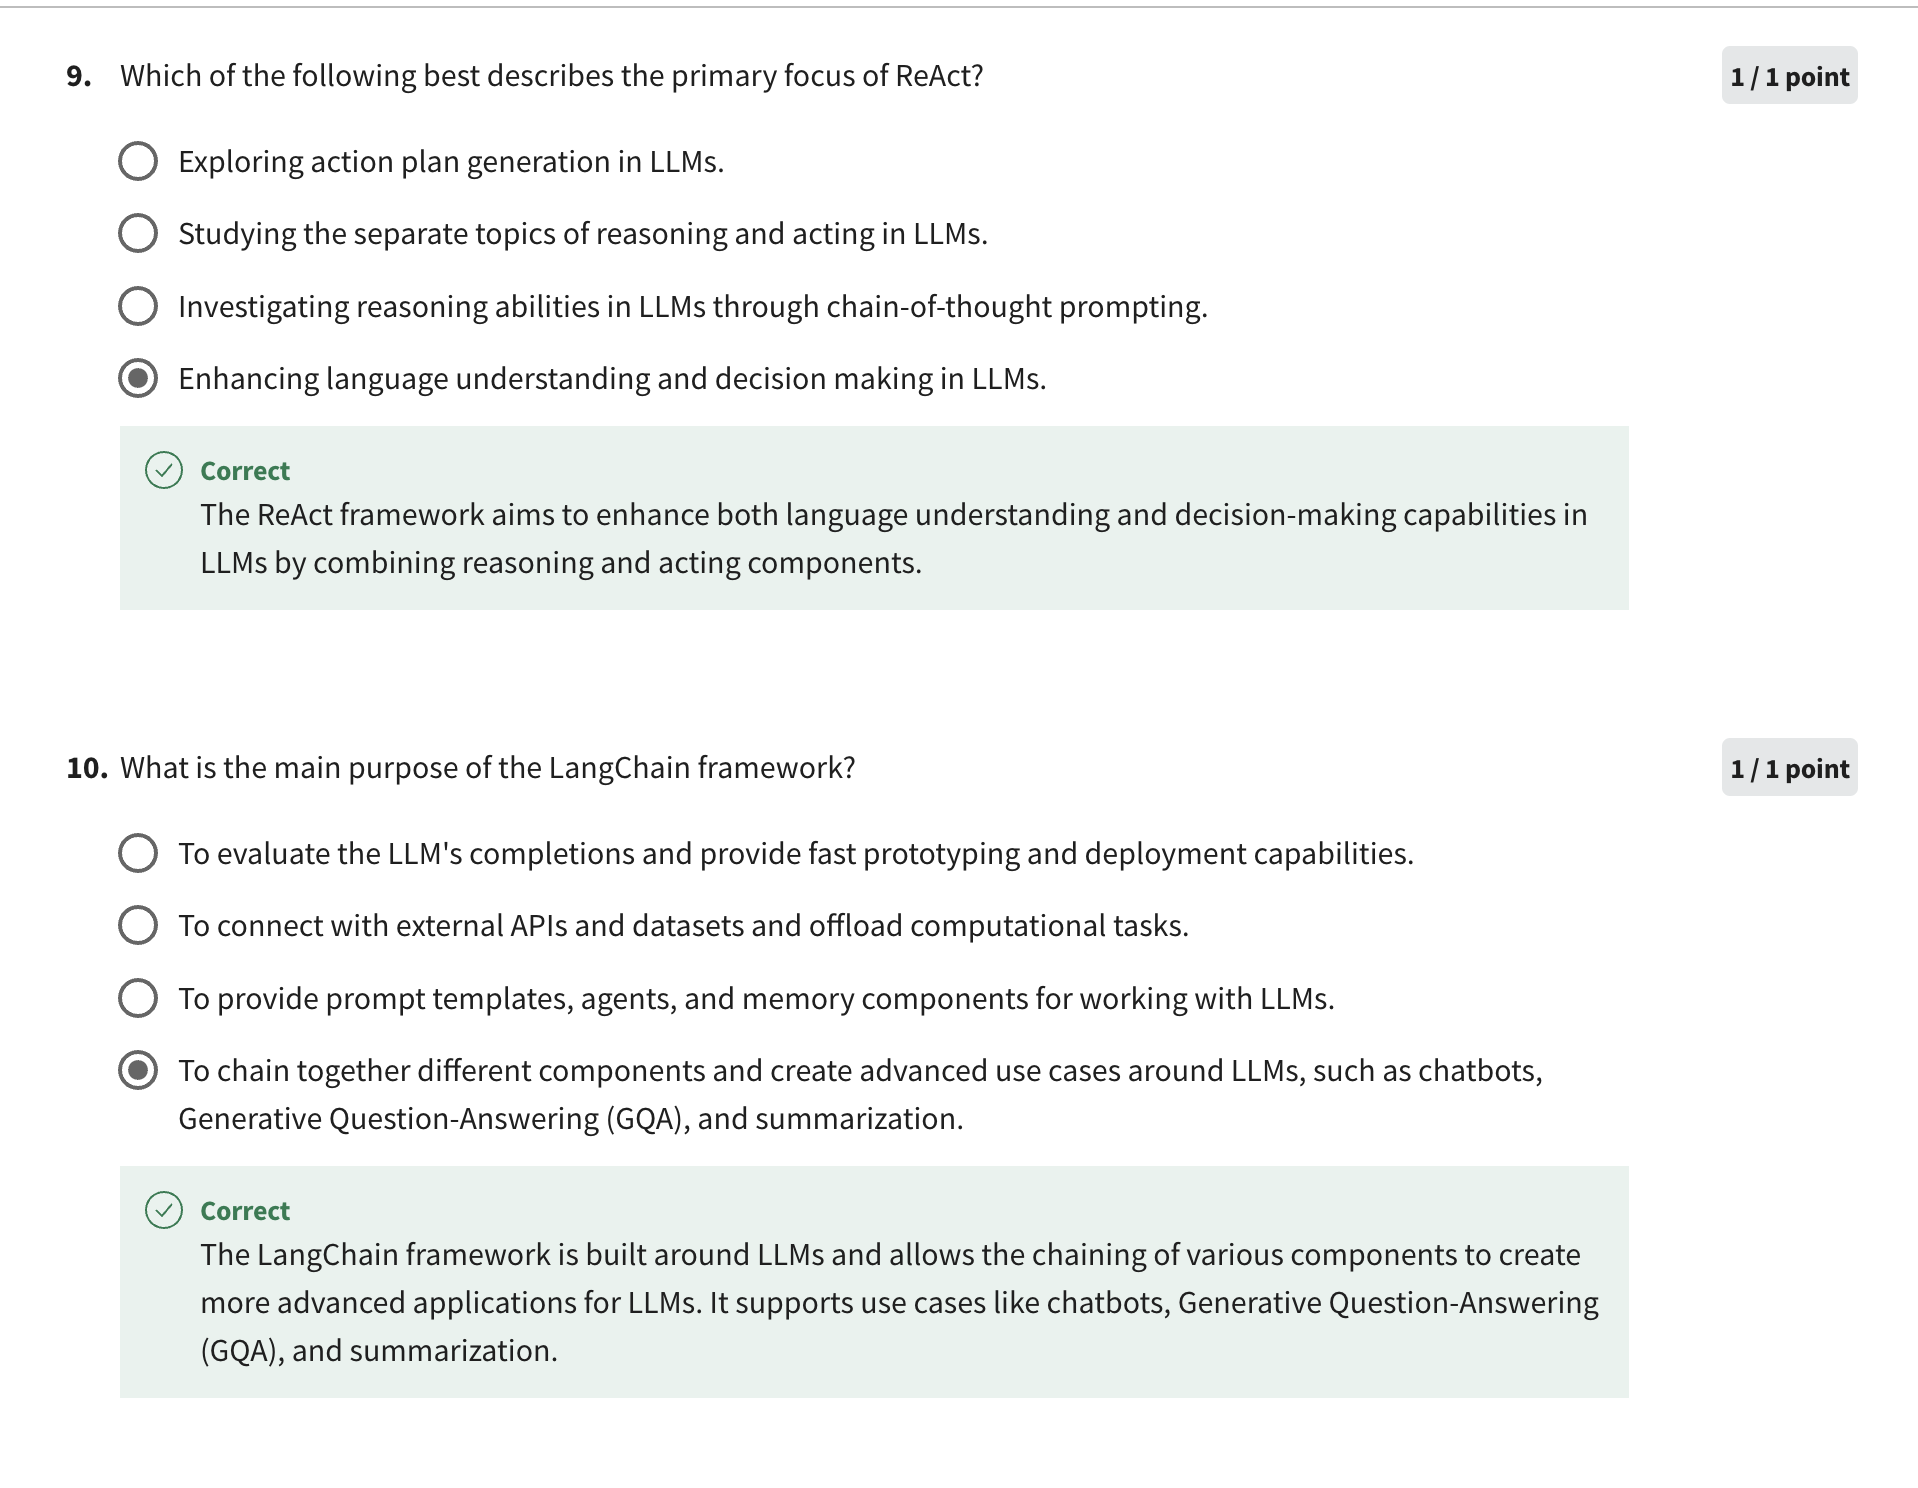 9. Which of the following best describes the primary focus of ReAct?
1 / 1 point
Exploring action plan generation in LLMs.
Studying the separate topics of reasoning and acting in LLMs.
Investigating reasoning abilities in LLMs through chain-of-thought prompting.
Enhancing language understanding and decision making in LLMs.
Correct
The ReAct framework aims to enhance both language understanding and decision-making capabilities in
LLMs by combining reasoning and acting components.
10. What is the main purpose of the LangChain framework?
1 / 1 point
To evaluate the LLM's completions and provide fast prototyping and deployment capabilities.
To connect with external APIs and datasets and offload computational tasks.
To provide prompt templates, agents, and memory components for working with LLMs.
To chain together different components and create advanced use cases around LLMs, such as chatbots,
Generative Question-Answering (GQA), and summarization.
Correct
The LangChain framework is built around LLMs and allows the chaining of various components to create
more advanced applications for LLMs. It supports use cases like chatbots, Generative Question-Answering
(GQA), and summarization.